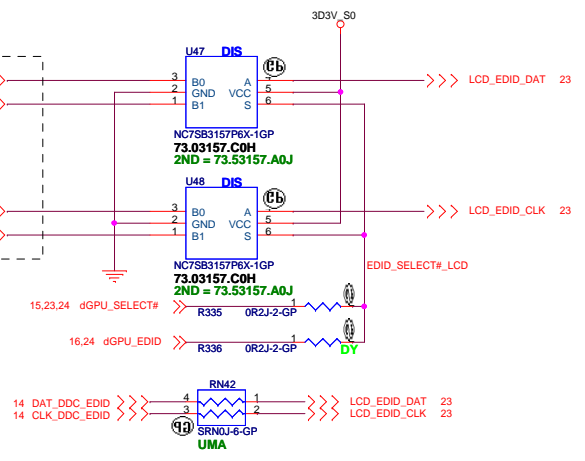 3D3V_S0
U47 DIS
3 B0 A
2 GND VCC 5
1 B1 S 6
LCD_EDID_DAT 23
NC7SB3157P6X-1GP
73.03157.C0H
2ND = 73.53157.A0J
U48 DIS
3 B0 A
2 GND VCC 5
1 B1 S 6
LCD_EDID_CLK 23
NC7SB3157P6X-1GP
73.03157.C0H
2ND = 73.53157.A0J
EDID_SELECT#_LCD
15,23,24 dGPU_SELECT# 1
R335 0R2J-2-GP
16,24 dGPU_EDID 1
R336 0R2J-2-GP
DY
RN42
14 DAT_DDC_EDID 4 1 LCD_EDID_DAT 23
14 CLK_DDC_EDID 3 2 LCD_EDID_CLK 23
SRN0J-6-GP
UMA